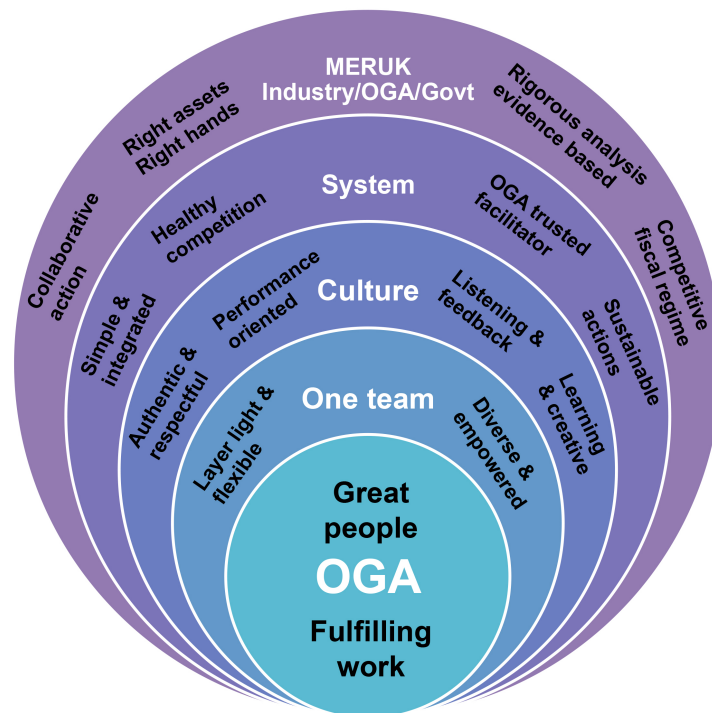 MERUK
Industry/OGA/Govt
Right assets
Right hands
Rigorous analysis
evidence based
Collaborative
action
Competitive
fiscal regime
System
Healthy
competition
OGA trusted
facilitator
Simple &
integrated
Sustainable
actions
Culture
Performance
oriented
Listening &
feedback
Authentic &
respectful
Learning
& creative
One team
Layer light &
flexible
Diverse &
empowered
Great
people
OGA
Fulfilling
work